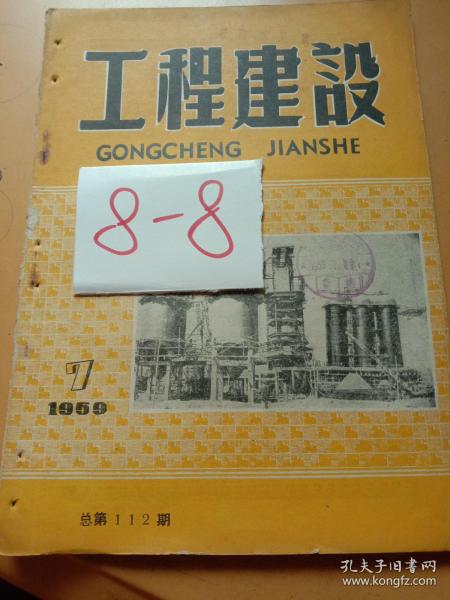 工程建設
GONGCHENG JIANSHE
8-8
7
1959
总第112期
孔夫子旧书网
www.kongfz.com